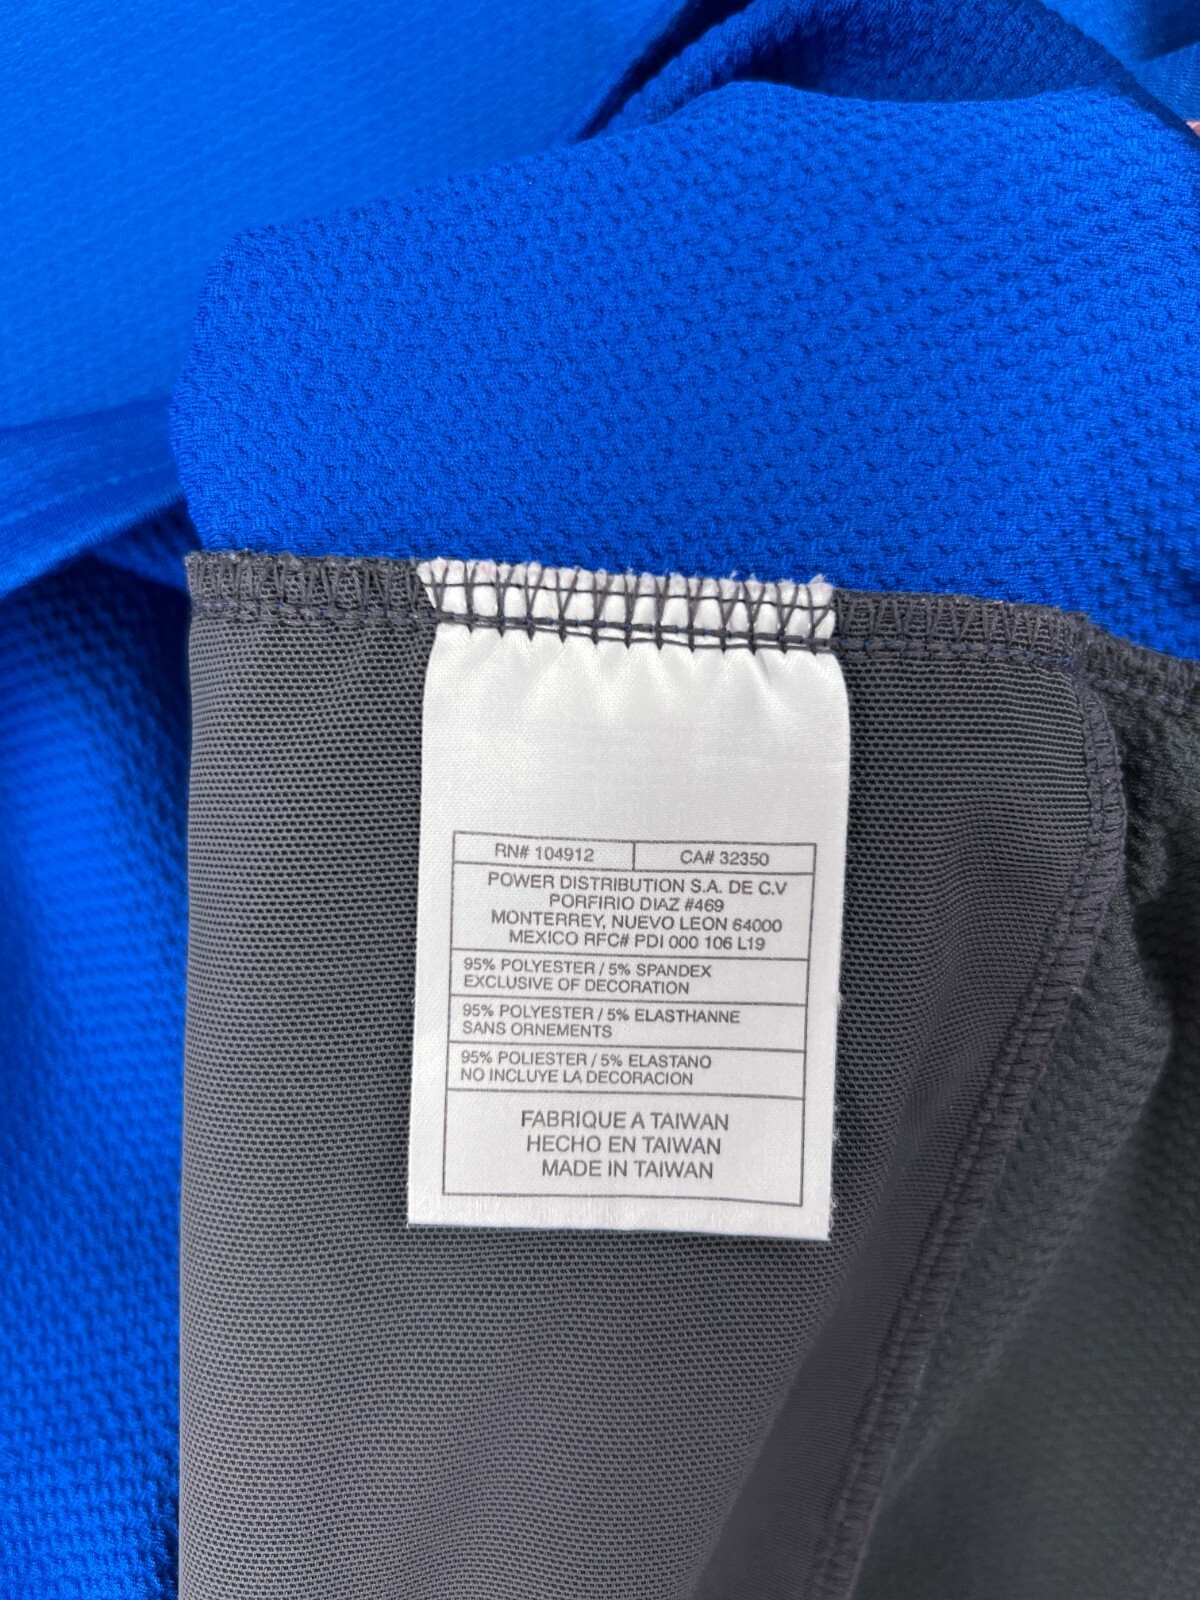 RN# 104912 CA# 32350
POWER DISTRIBUTION S.A. DE C.V
PORFIRIO DIAZ #469
MONTERREY, NUEVO LEON 64000
MEXICO RFC# PDI 000 106 L19
95% POLYESTER / 5% SPANDEX
EXCLUSIVE OF DECORATION
95% POLYESTER / 5% ELASTHANNE
SANS ORNEMENTS
95% POLIESTER / 5% ELASTANO
NO INCLUYE LA DECORACION
FABRIQUE A TAIWAN
HECHO EN TAIWAN
MADE IN TAIWAN